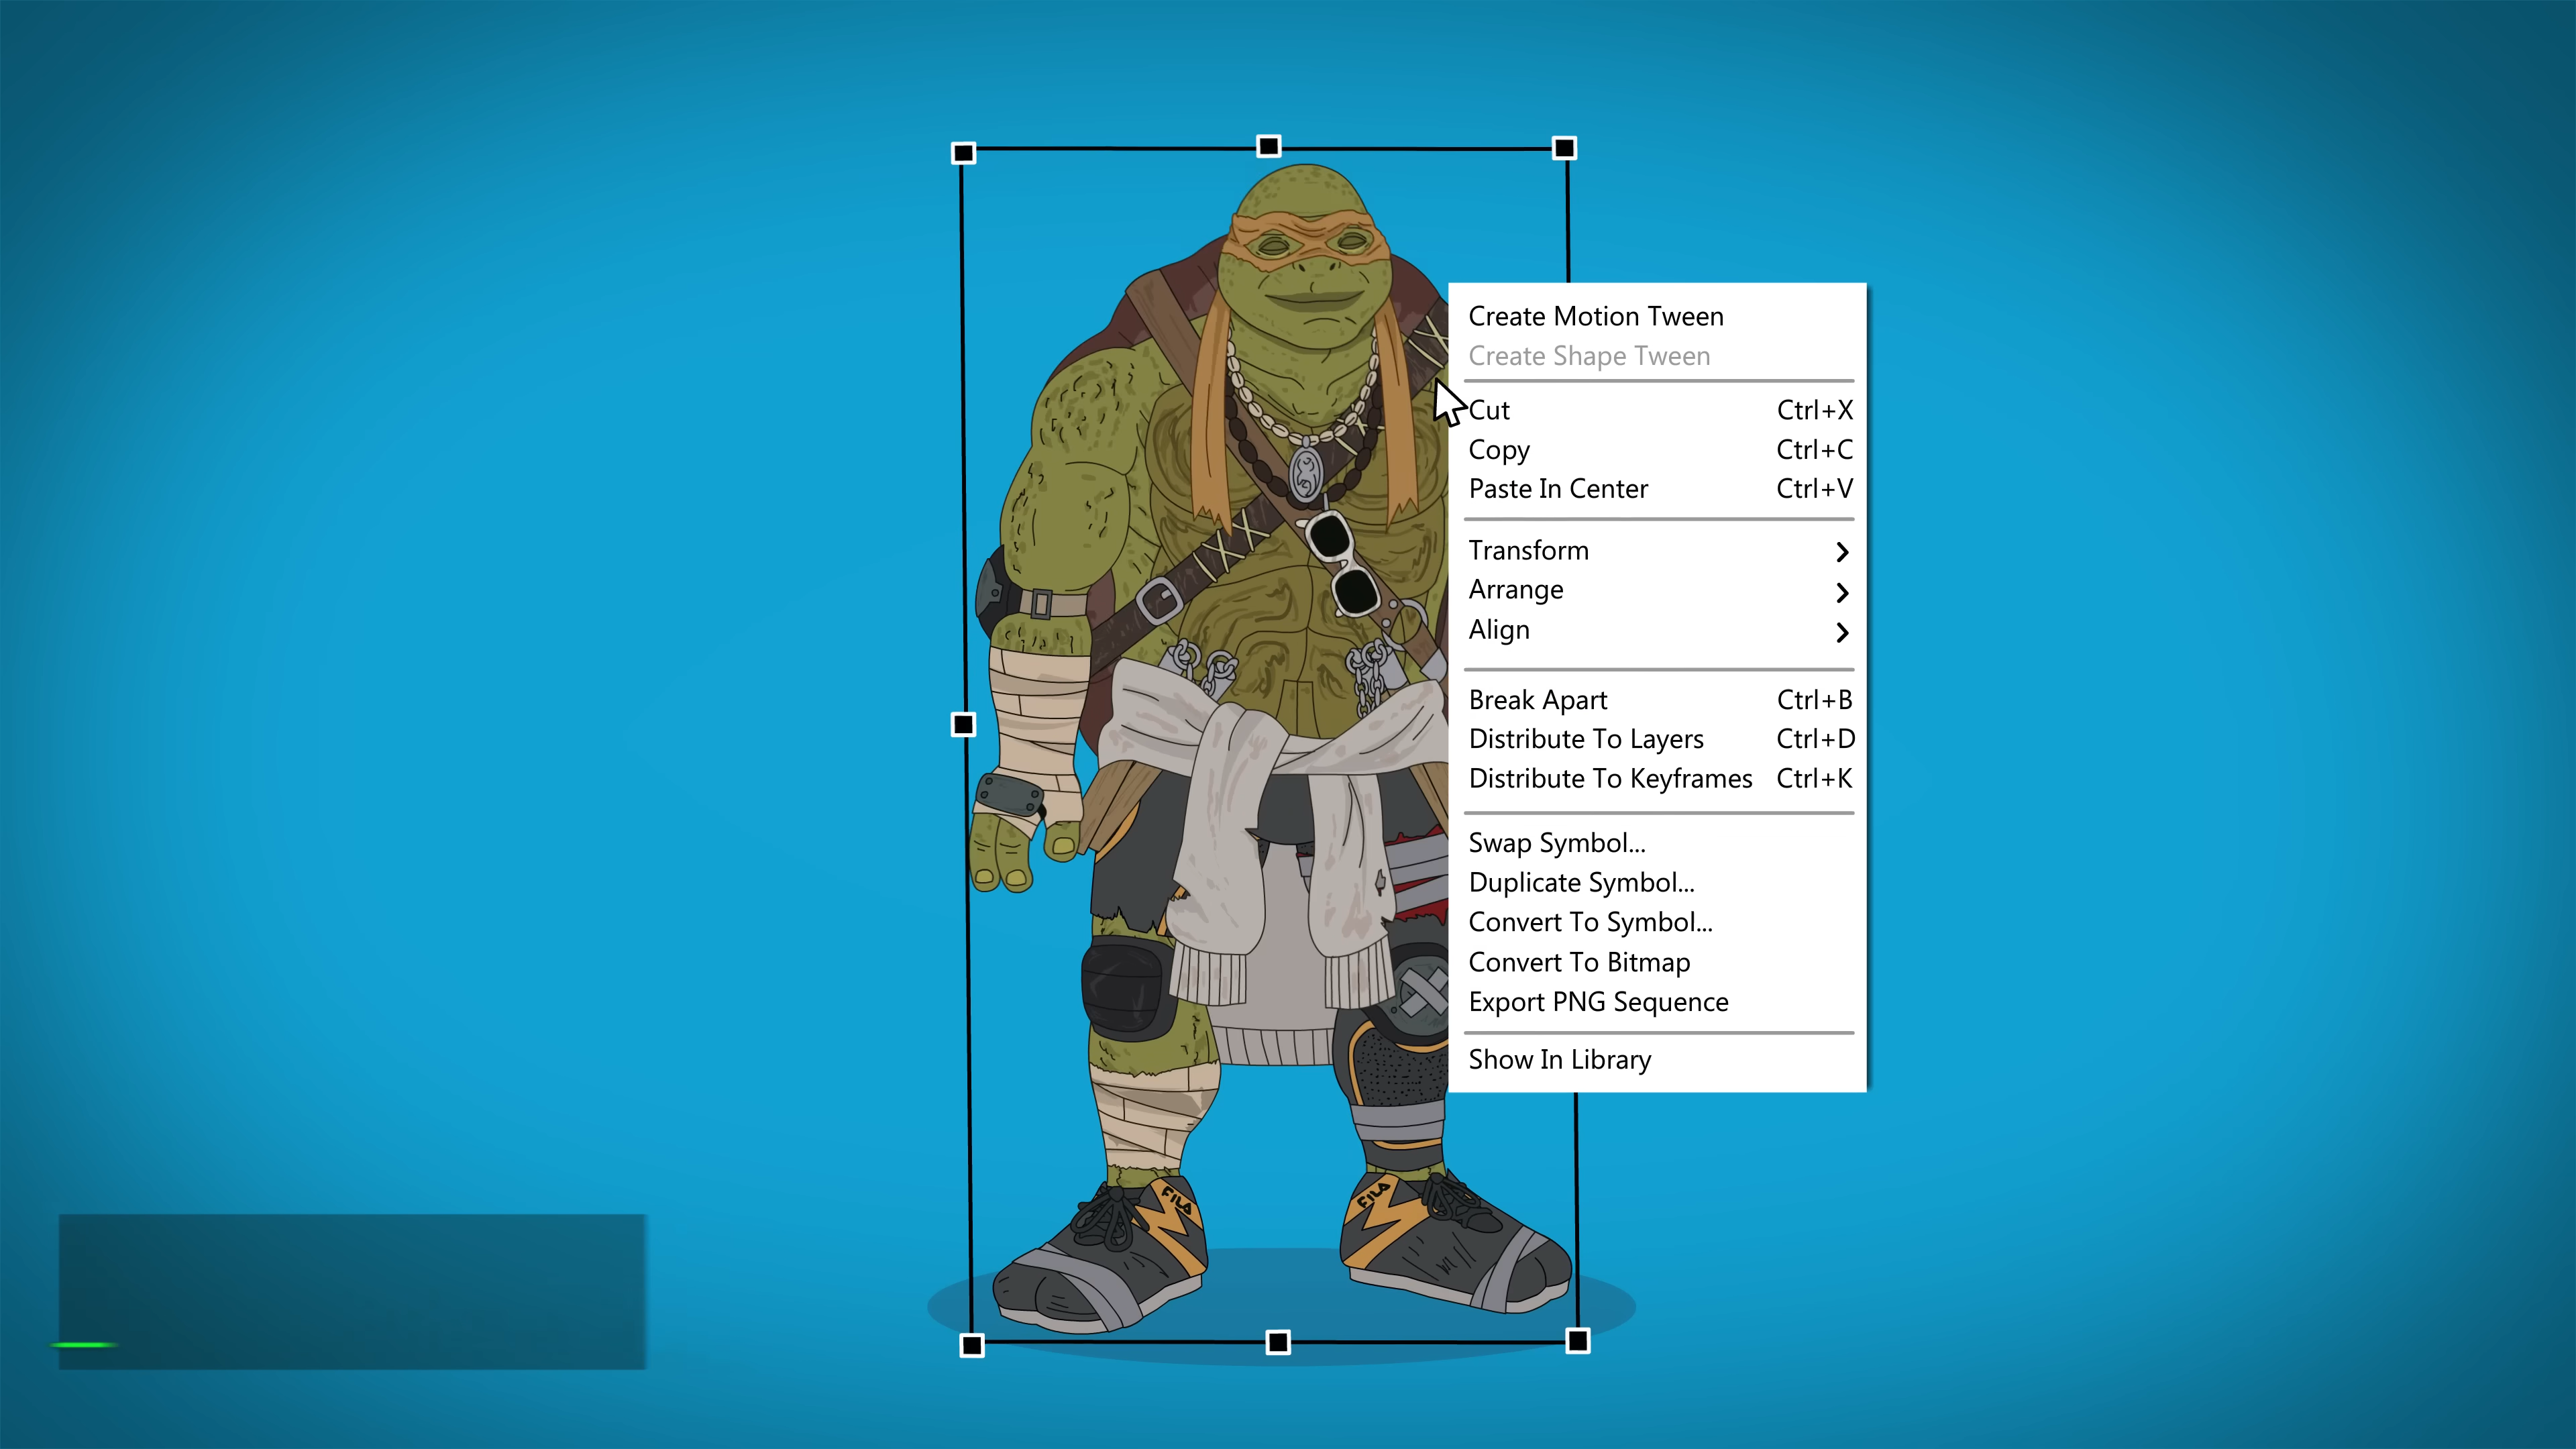 Create Motion Tween
Create Shape Tween
Cut Ctrl+X
Copy Ctrl+C
Paste In Center Ctrl+V
Transform
Arrange
Align
Break Apart Ctrl+B
Distribute To Layers Ctrl+D
Distribute To Keyframes Ctrl+K
Swap Symbol...
Duplicate Symbol...
Convert To Symbol...
Convert To Bitmap
Export PNG Sequence
Show In Library
FILA
FILA